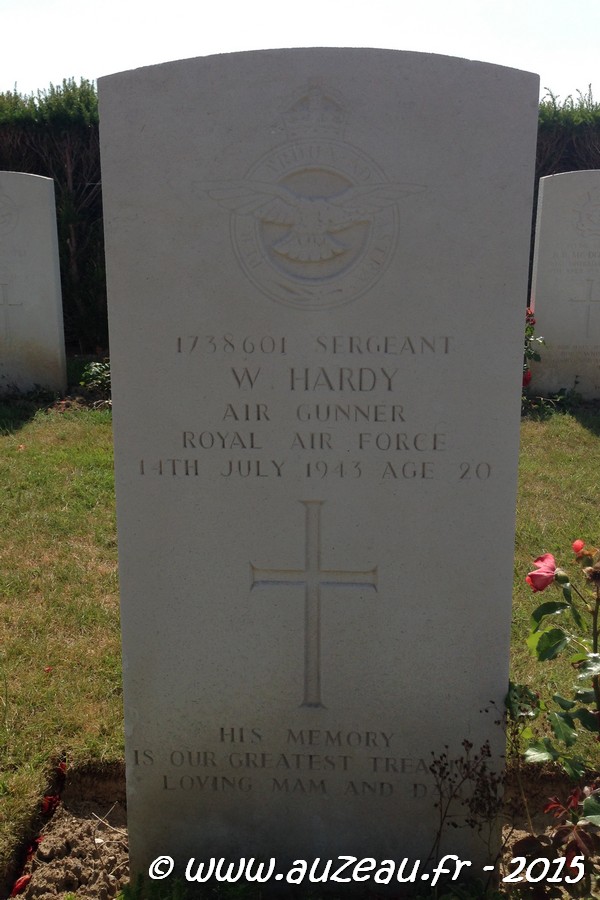 1738601 SERGEANT
W. HARDY
AIR GUNNER
ROYAL AIR FORCE
14TH JULY 1943 AGE 20
HIS MEMORY
IS OUR GREATEST
LOVING MAM AND
© www.auzeau.fr - 2015